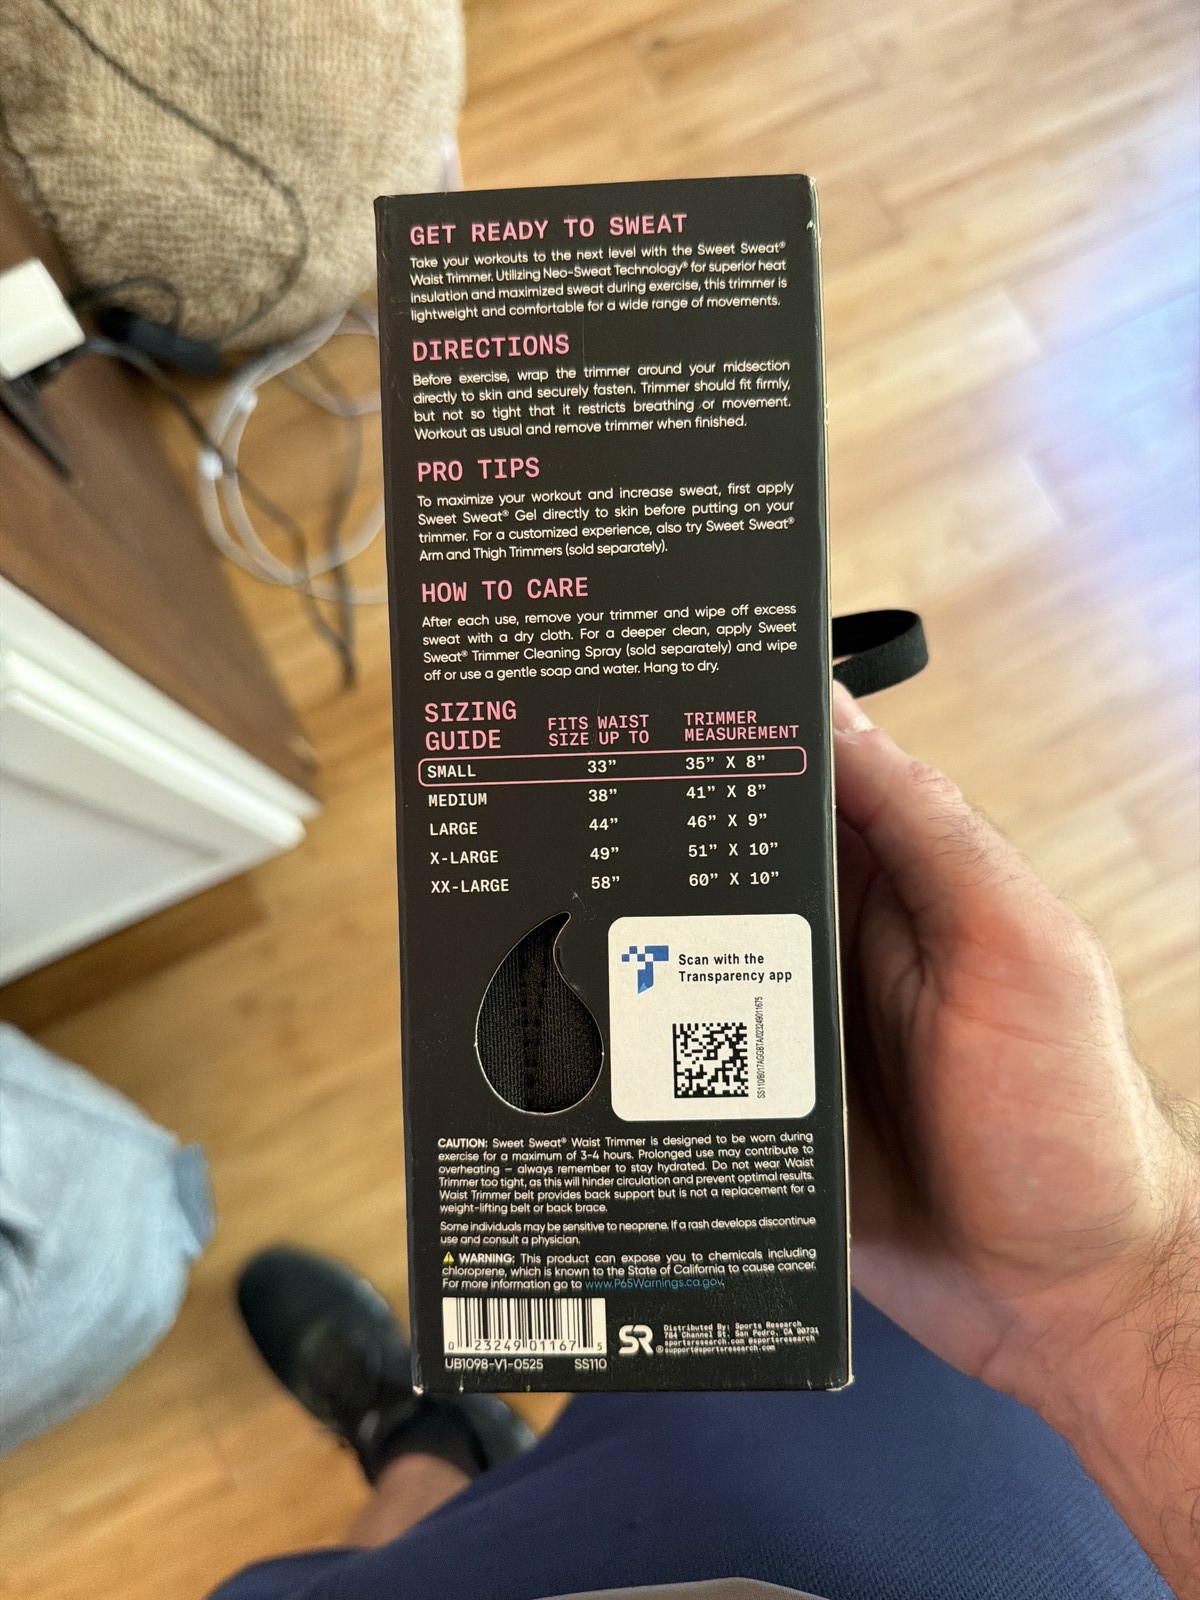 GET READY TO SWEAT
Take your workouts to the next level with the Sweet Sweat®
Waist Trimmer. Utilizing Neo-Sweat Technology® for superior heat
insulation and maximized sweat during exercise, this trimmer is
lightweight and comfortable for a wide range of movements.
DIRECTIONS
Before exercise, wrap the trimmer around your midsection
directly to skin and securely fasten. Trimmer should fit firmly,
but not so tight that it restricts breathing or movement.
Workout as usual and remove trimmer when finished.
PRO TIPS
To maximize your workout and increase sweat, first apply
Sweet Sweat® Gel directly to skin before putting on your
trimmer. For a customized experience, also try Sweet Sweat®
Arm and Thigh Trimmers (sold separately).
HOW TO CARE
After each use, remove your trimmer and wipe off excess
sweat with a dry cloth. For a deeper clean, apply Sweet
Sweat® Trimmer Cleaning Spray (sold separately) and wipe
off or use a gentle soap and water. Hang to dry.
SIZING GUIDE FITS WAIST SIZE UP TO TRIMMER MEASUREMENT
SMALL 33” 35” X 8”
MEDIUM 38” 41” X 8”
LARGE 44” 46” X 9”
X-LARGE 49” 51” X 10”
XX-LARGE 58” 60” X 10”
Scan with the
Transparency app
SS110/B017AGGBTA/023249011675
CAUTION: Sweet Sweat® Waist Trimmer is designed to be worn during
exercise for a maximum of 3-4 hours. Prolonged use may contribute to
overheating – always remember to stay hydrated. Do not wear Waist
Trimmer too tight, as this will hinder circulation and prevent optimal results.
Waist Trimmer belt provides back support but is not a replacement for a
weight-lifting belt or back brace.
Some individuals may be sensitive to neoprene. If a rash develops discontinue
use and consult a physician.
WARNING: This product can expose you to chemicals including
chloroprene, which is known to the State of California to cause cancer.
For more information go to www.P65Warnings.ca.gov.
0 23249 01167 5
UB1098-V1-0525 SS110
SR®
Distributed By: Sports Research
784 Channel St. San Pedro, CA 90731
sportsresearch.com @sportsresearch
support@sportsresearch.com